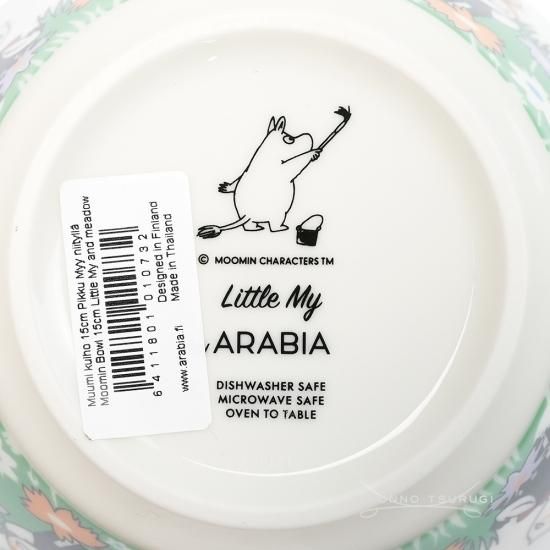 © MOOMIN CHARACTERS TM
Little My
ARABIA
DISHWASHER SAFE
MICROWAVE SAFE
OVEN TO TABLE
Muumi kulho 15cm Pikku Myy niityllä
Moomin Bowl 15cm Little My and meadow
6 411801 010732
Designed in Finland
Made in Thailand
www.arabia.fi
TSURUGI